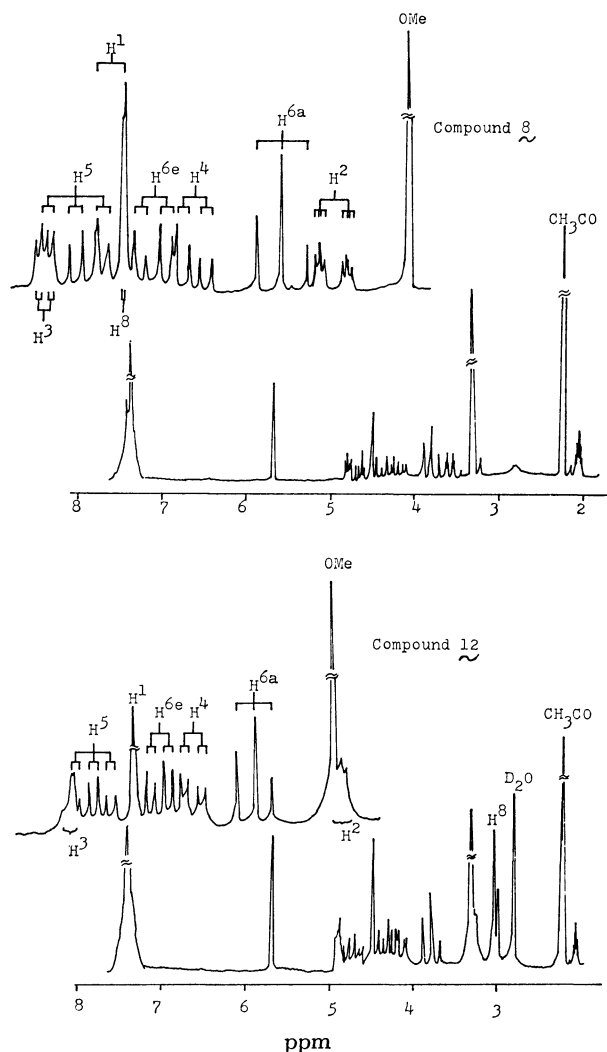 OMe
H1
Compound 8
H6a
H5
H6e
H4
H2
CH3CO
H3
H8
8 7 6 5 4 3 2
OMe
Compound 12
H6a
H1
H6e
H4
H5
CH3CO
D2O
H8
H2
H3
8 7 6 5 4 3
ppm